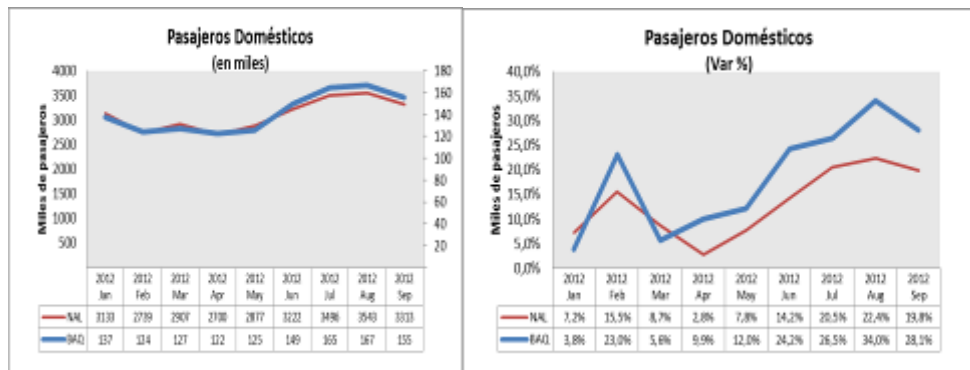 Pasajeros Domésticos
(en miles)
Miles de pasajeros
4000
3500
3000
2500
2000
1500
1000
500
180
160
140
120
100
80
60
40
20
2012 2012 2012 2012 2012 2012 2012 2012 2012
Jan Feb Mar Apr May Jun Jul Aug Sep
NAL 3133 2739 2907 2700 2877 3222 3496 3543 3313
BAQ 137 124 127 122 125 149 165 167 155
Pasajeros Domésticos
(Var %)
Miles de pasajeros
40,0%
35,0%
30,0%
25,0%
20,0%
15,0%
10,0%
5,0%
0,0%
2012 2012 2012 2012 2012 2012 2012 2012 2012
Jan Feb Mar Apr May Jun Jul Aug Sep
NAL 7,2% 15,5% 8,7% 2,8% 7,8% 14,2% 20,5% 22,4% 19,8%
BAQ 3,8% 23,0% 5,6% 9,9% 12,0% 24,2% 26,5% 34,0% 28,1%